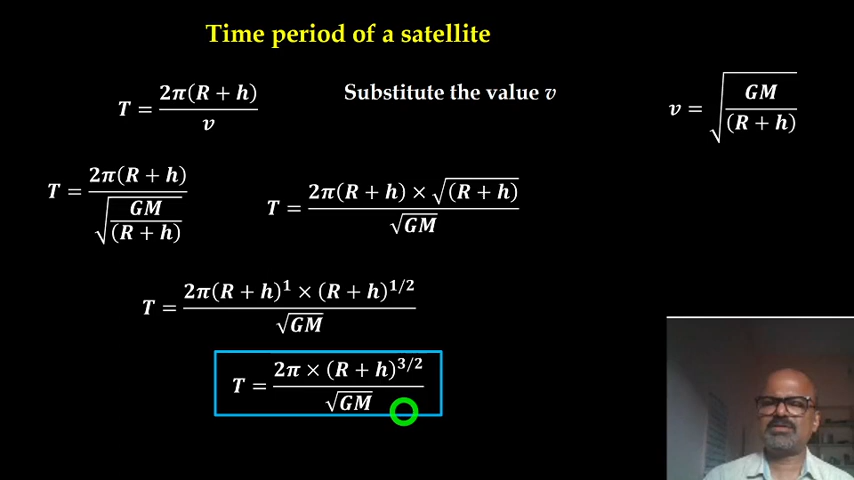 Time period of a satellite
T = 2π(R + h) / v
Substitute the value v
v = √(GM / (R + h))
T = 2π(R + h) / √(GM / (R + h))
T = 2π(R + h) × √(R + h) / √GM
T = 2π(R + h)¹ × (R + h)^1/2 / √GM
T = 2π × (R + h)^3/2 / √GM